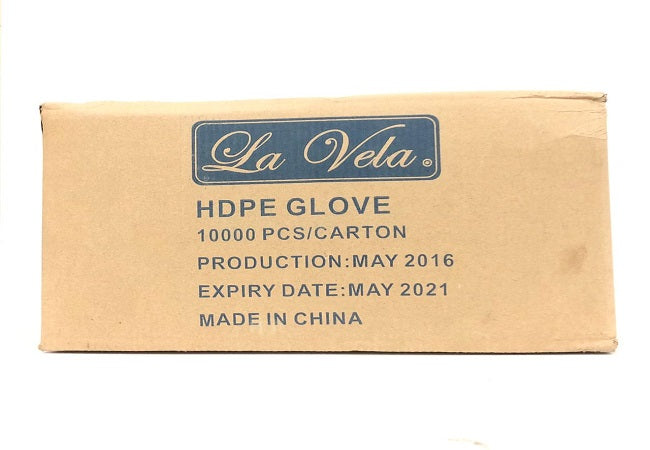 La Vela
HDPE GLOVE
10000 PCS/CARTON
PRODUCTION:MAY 2016
EXPIRY DATE:MAY 2021
MADE IN CHINA